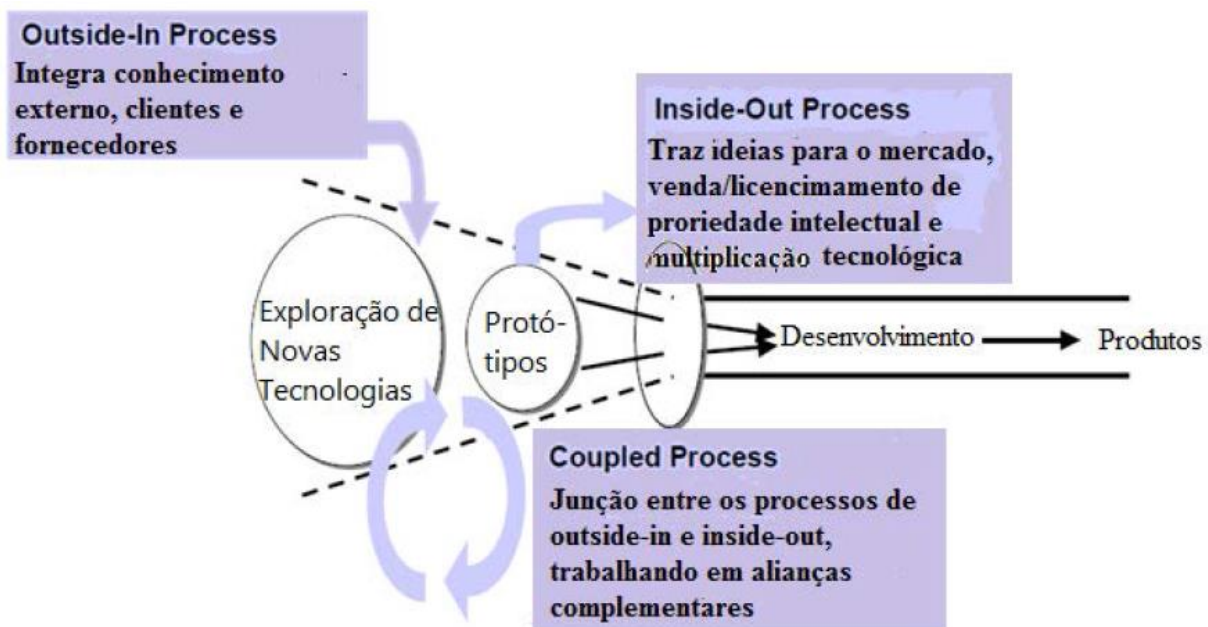 Outside-In Process
Integra conhecimento
externo, clientes e
fornecedores
Inside-Out Process
Traz ideias para o mercado,
venda/licencimamento de
proriedade intelectual e
multiplicação tecnológica
Exploração de
Novas
Tecnologias
Protó-
tipos
Desenvolvimento
Produtos
Coupled Process
Junção entre os processos de
outside-in e inside-out,
trabalhando em alianças
complementares